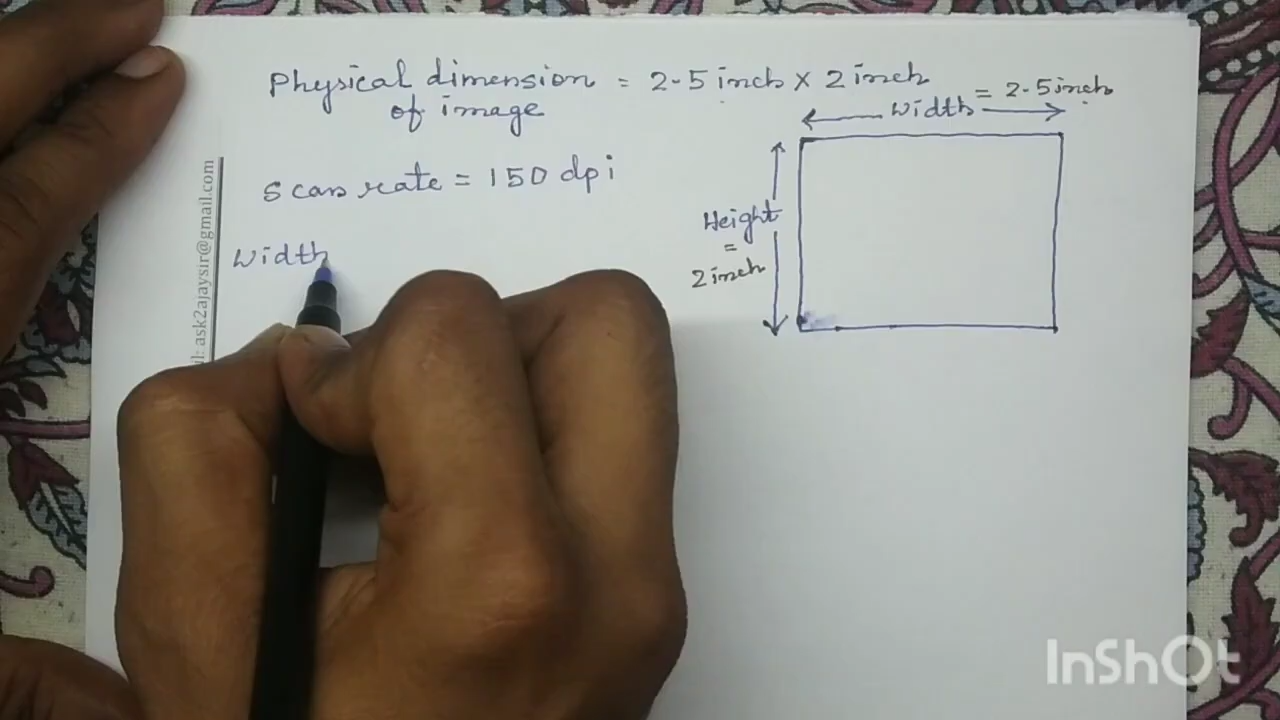 Physical dimension = 2.5 inch × 2 inch
of image
Scan rate = 150 dpi
Width
Width = 2.5 inch
Height
=
2 inch
ask2ajaysir@gmail.com
InShOt